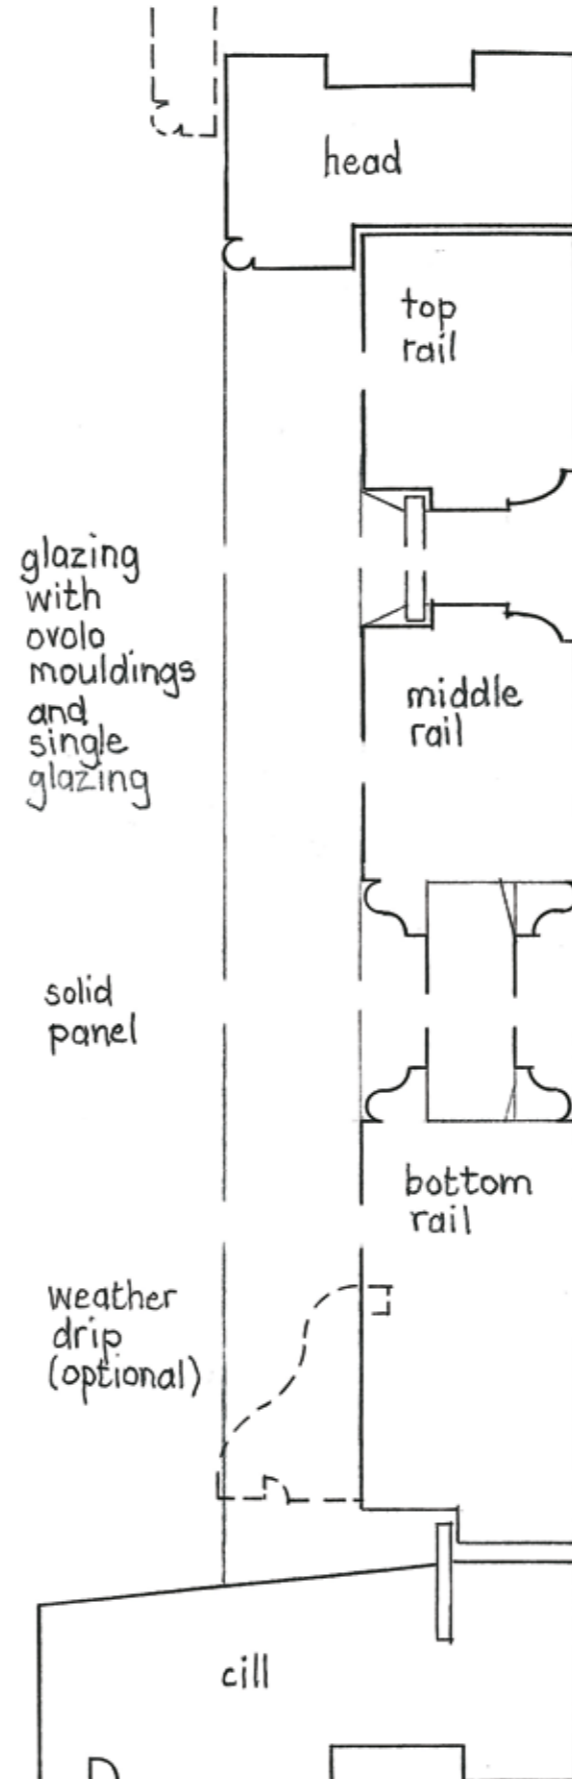 head
top
rail
glazing
with
ovolo
mouldings
and
single
glazing
middle
rail
solid
panel
bottom
rail
weather
drip
(optional)
cill